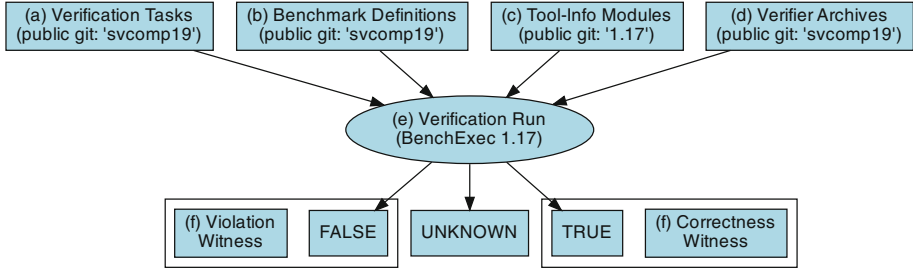 (a) Verification Tasks
(public git: 'svcomp19')
(b) Benchmark Definitions
(public git: 'svcomp19')
(c) Tool-Info Modules
(public git: '1.17')
(d) Verifier Archives
(public git: 'svcomp19')
(e) Verification Run
(BenchExec 1.17)
(f) Violation
Witness
FALSE
UNKNOWN
TRUE
(f) Correctness
Witness